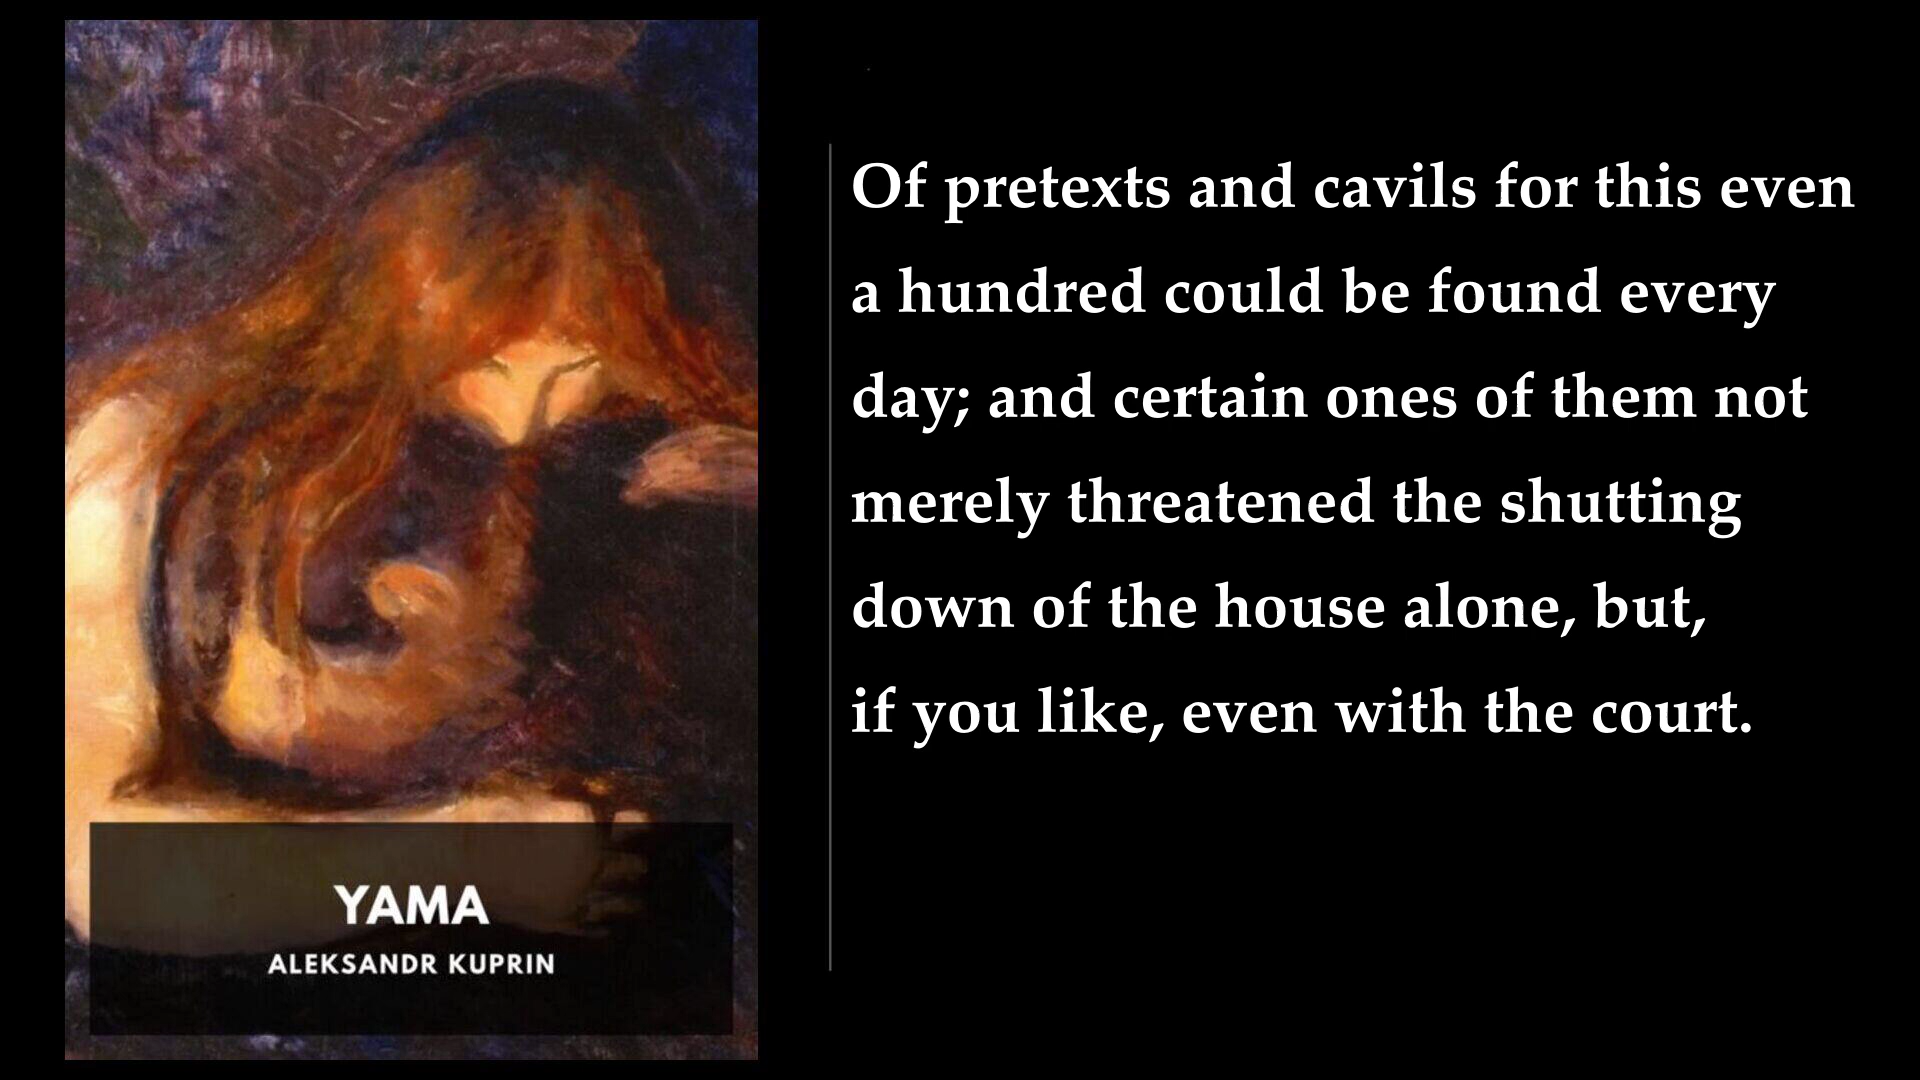 Of pretexts and cavils for this even
a hundred could be found every
day; and certain ones of them not
merely threatened the shutting
down of the house alone, but,
if you like, even with the court.
YAMA
ALEKSANDR KUPRIN